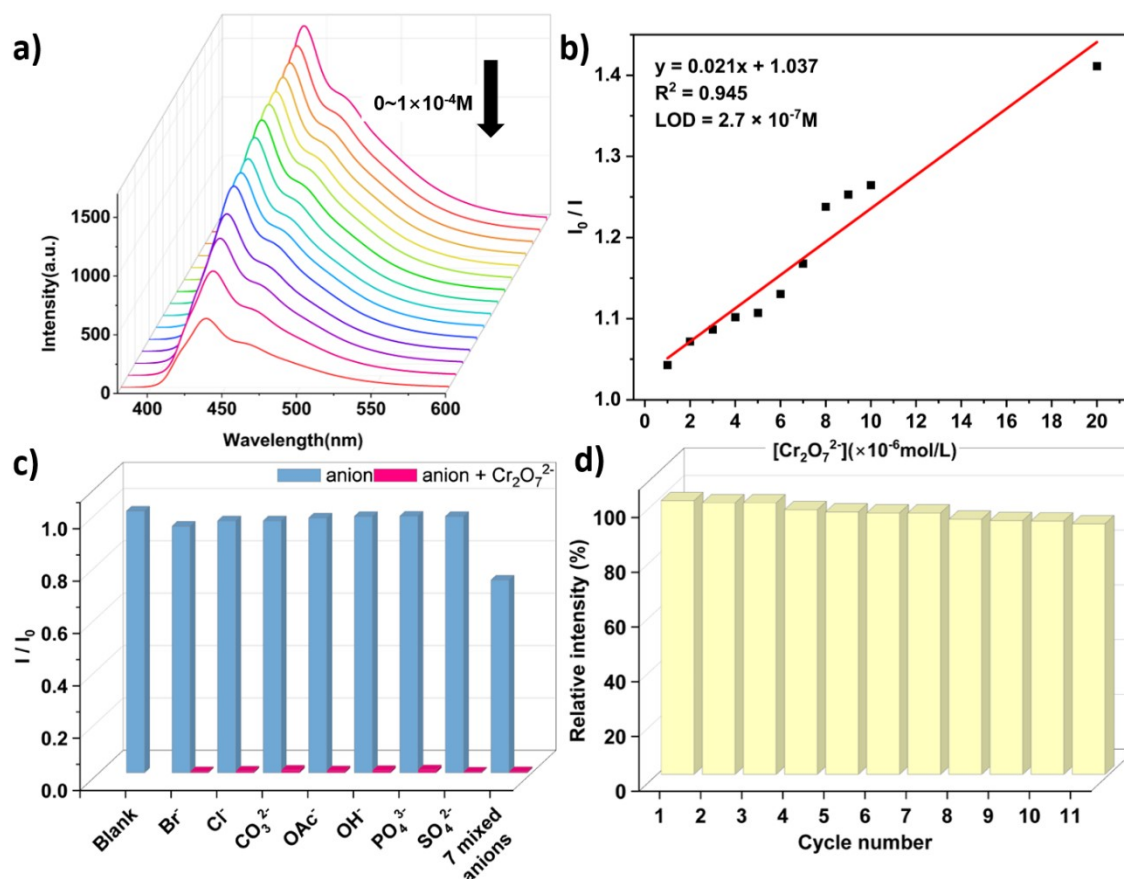 a)
0~1×10⁻⁴M
Intensity(a.u.)
1500
1000
500
0
400 450 500 550 600
Wavelength(nm)
b)
y = 0.021x + 1.037
R² = 0.945
LOD = 2.7 × 10⁻⁷M
I₀ / I
1.4
1.3
1.2
1.1
1.0
0 2 4 6 8 10 12 14 16 18 20
[Cr₂O₇²⁻](×10⁻⁶mol/L)
c)
anion anion + Cr₂O₇²⁻
I / I₀
1.0
0.8
0.6
0.4
0.2
0.0
Blank Br⁻ Cl⁻ CO₃²⁻ OAc⁻ OH⁻ PO₄³⁻ SO₄²⁻ 7 mixed
anions
d)
Relative intensity (%)
100
80
60
40
20
0
1 2 3 4 5 6 7 8 9 10 11
Cycle number